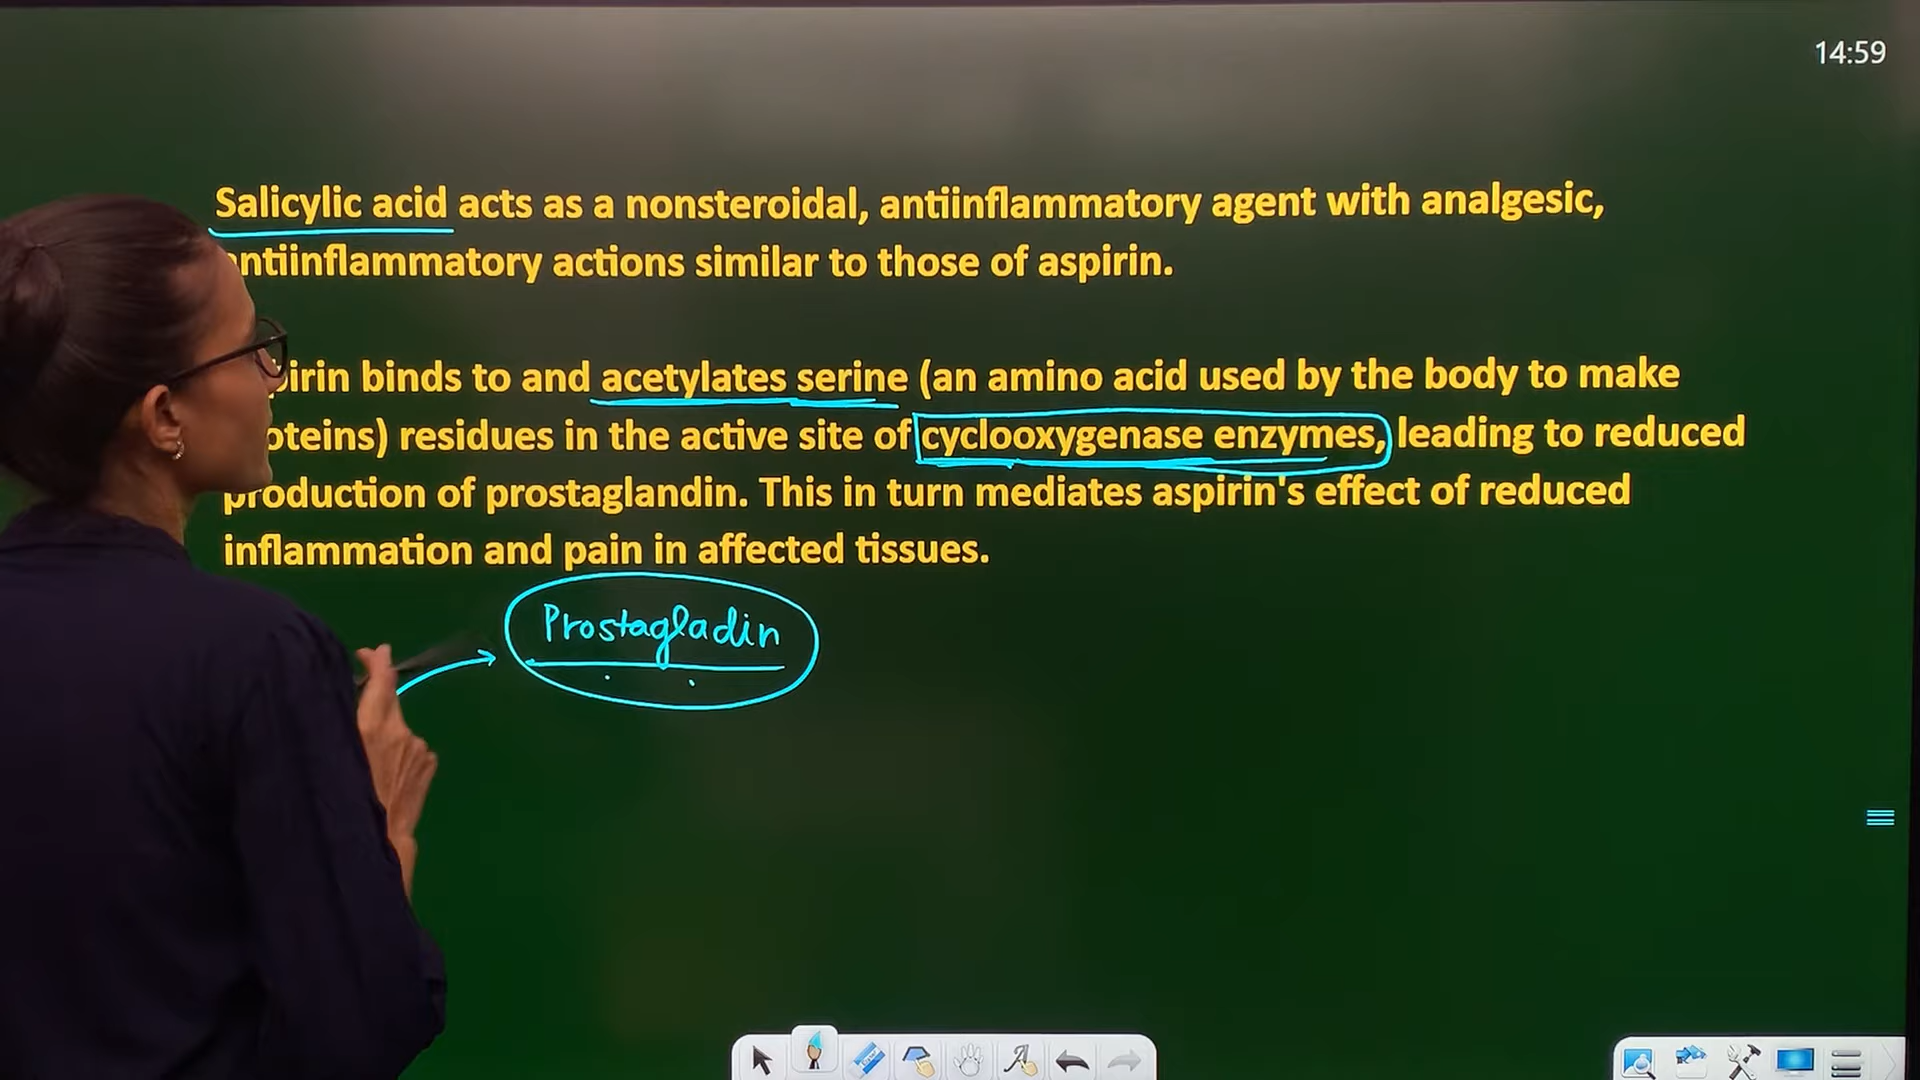 14:59
Salicylic acid acts as a nonsteroidal, antiinflammatory agent with analgesic,
antiinflammatory actions similar to those of aspirin.
binds to and acetylates serine (an amino acid used by the body to make
residues in the active site of cyclooxygenase enzymes, leading to reduced
production of prostaglandin. This in turn mediates aspirin's effect of reduced
inflammation and pain in affected tissues.
Prostagladin